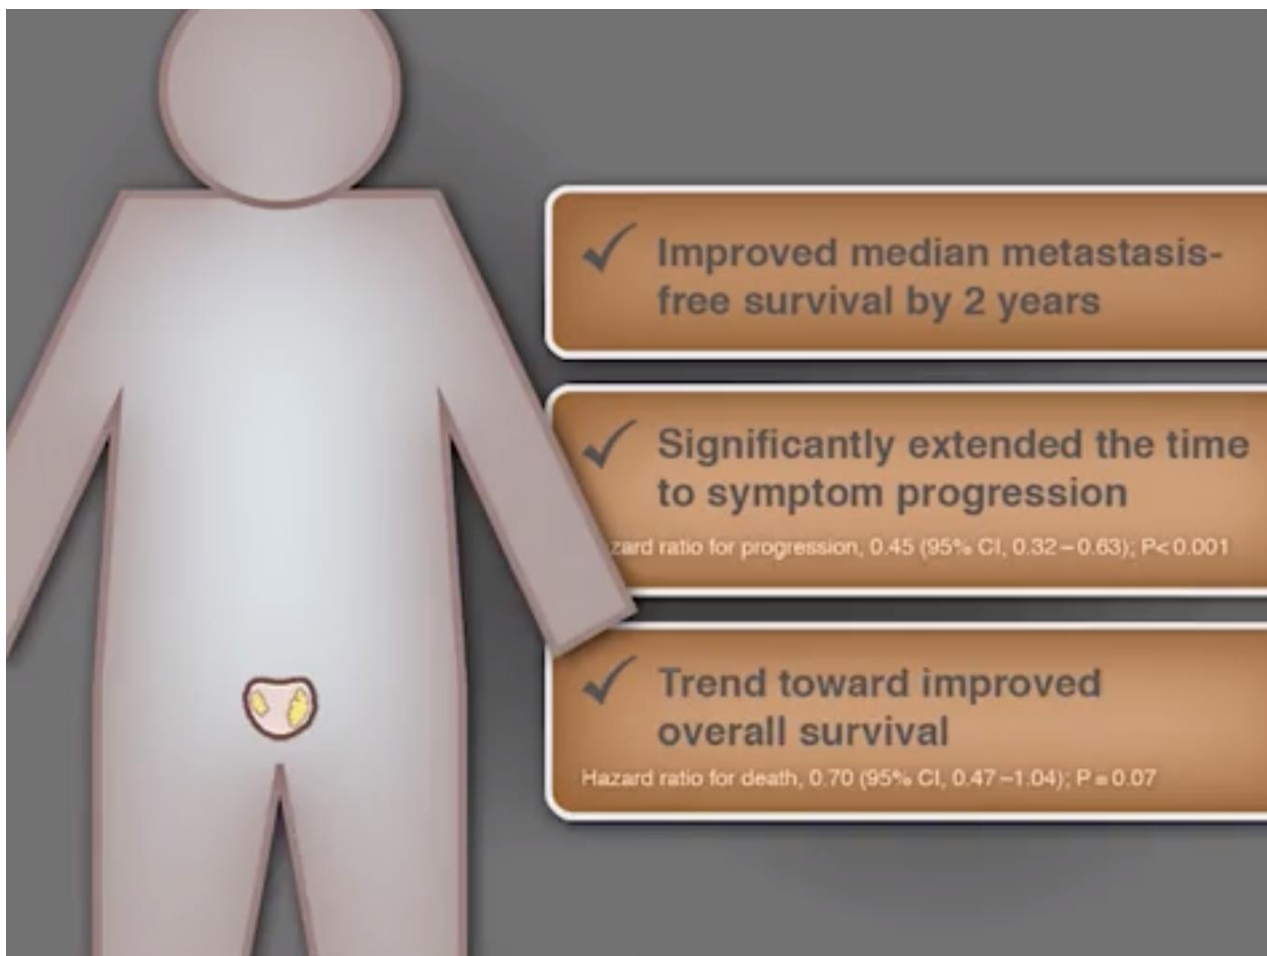 Improved median metastasis-
free survival by 2 years
Significantly extended the time
to symptom progression
zard ratio for progression, 0.45 (95% CI, 0.32–0.63); P<0.001
Trend toward improved
overall survival
Hazard ratio for death, 0.70 (95% CI, 0.47–1.04); P=0.07